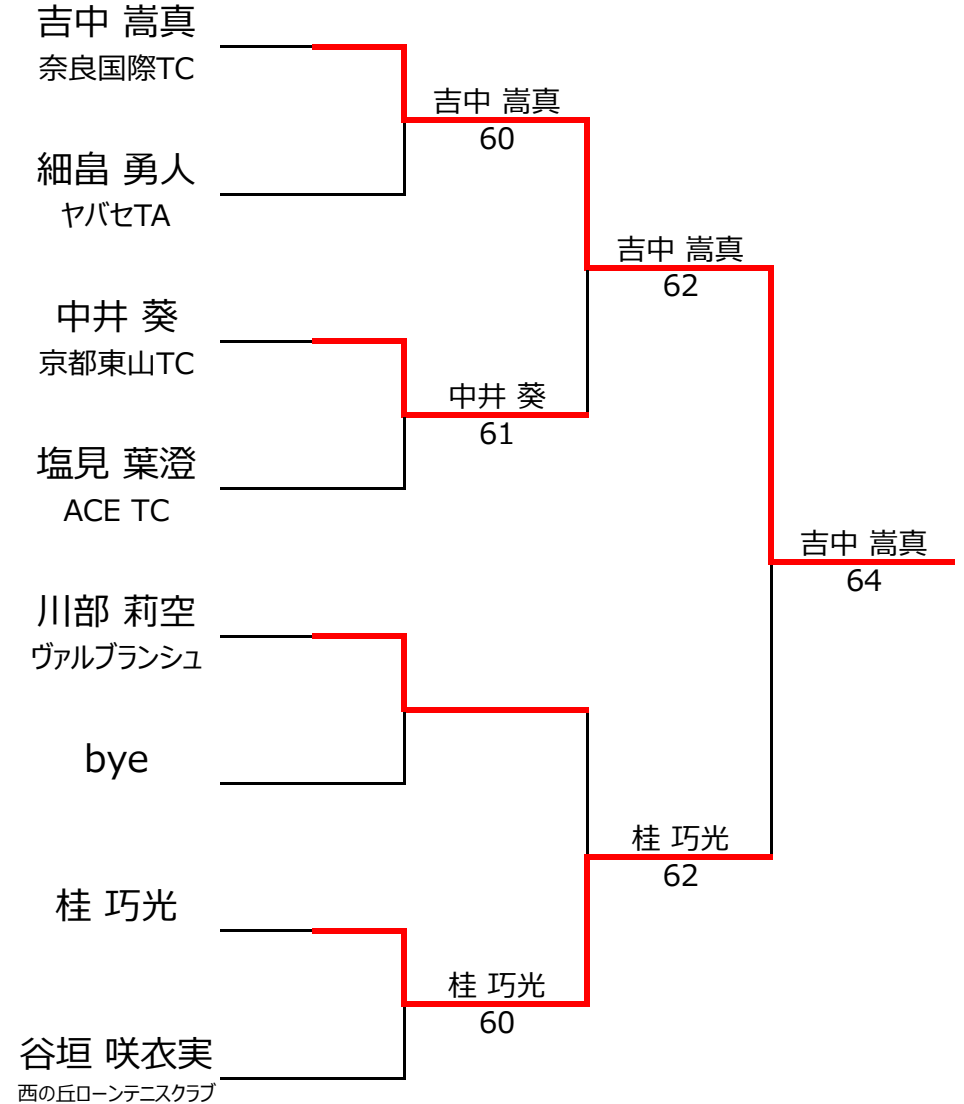 吉中 嵩真
奈良国際TC
細畠 勇人
ヤバセTA
中井 葵
京都東山TC
塩見 葉澄
ACE TC
川部 莉空
ヴァルブランシュ
bye
桂 巧光
谷垣 咲衣実
西の丘ローンテニスクラブ
吉中 嵩真
60
中井 葵
61
桂 巧光
60
吉中 嵩真
62
桂 巧光
62
吉中 嵩真
64